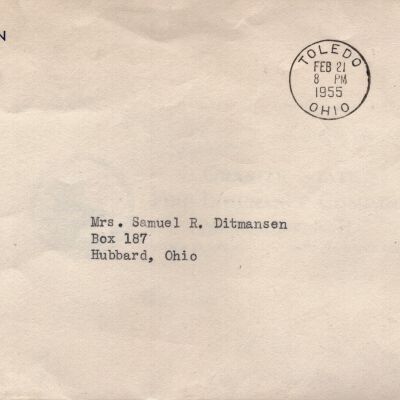 N
TOLEDO
FEB 21
8 PM
1955
OHIO
Mrs. Samuel R. Ditmansen
Box 187
Hubbard, Ohio